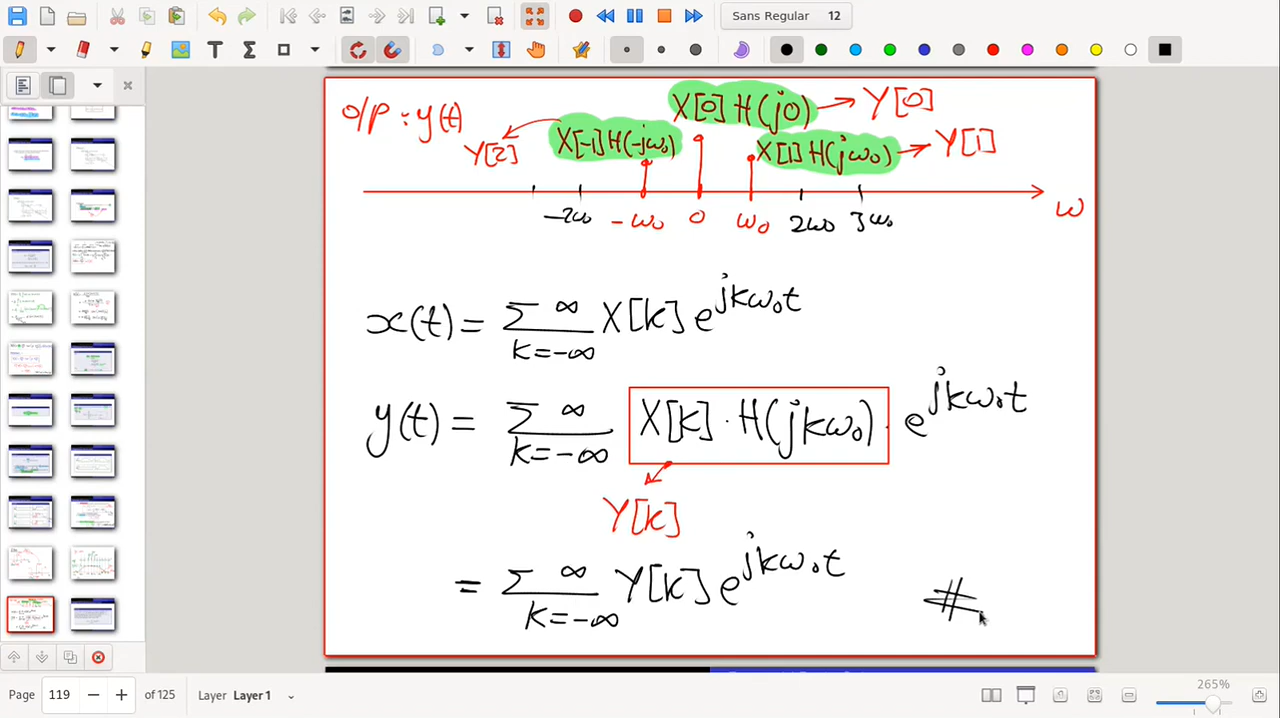 Sans Regular 12
o/p : y(t)
X[0] H(j0) → Y[0]
Y[2] X[-1] H(-jω₀) X[1] H(jω₀) → Y[1]
-2ω₀ -ω₀ 0 ω₀ 2ω₀ 3ω₀ ω
x(t) = Σ_{k=-∞}^{∞} X[k] e^{jkω₀t}
y(t) = Σ_{k=-∞}^{∞} X[k] · H(jkω₀) · e^{jkω₀t}
Y[k]
= Σ_{k=-∞}^{∞} Y[k] e^{jkω₀t} #
Page 119 of 125 Layer Layer 1 265%